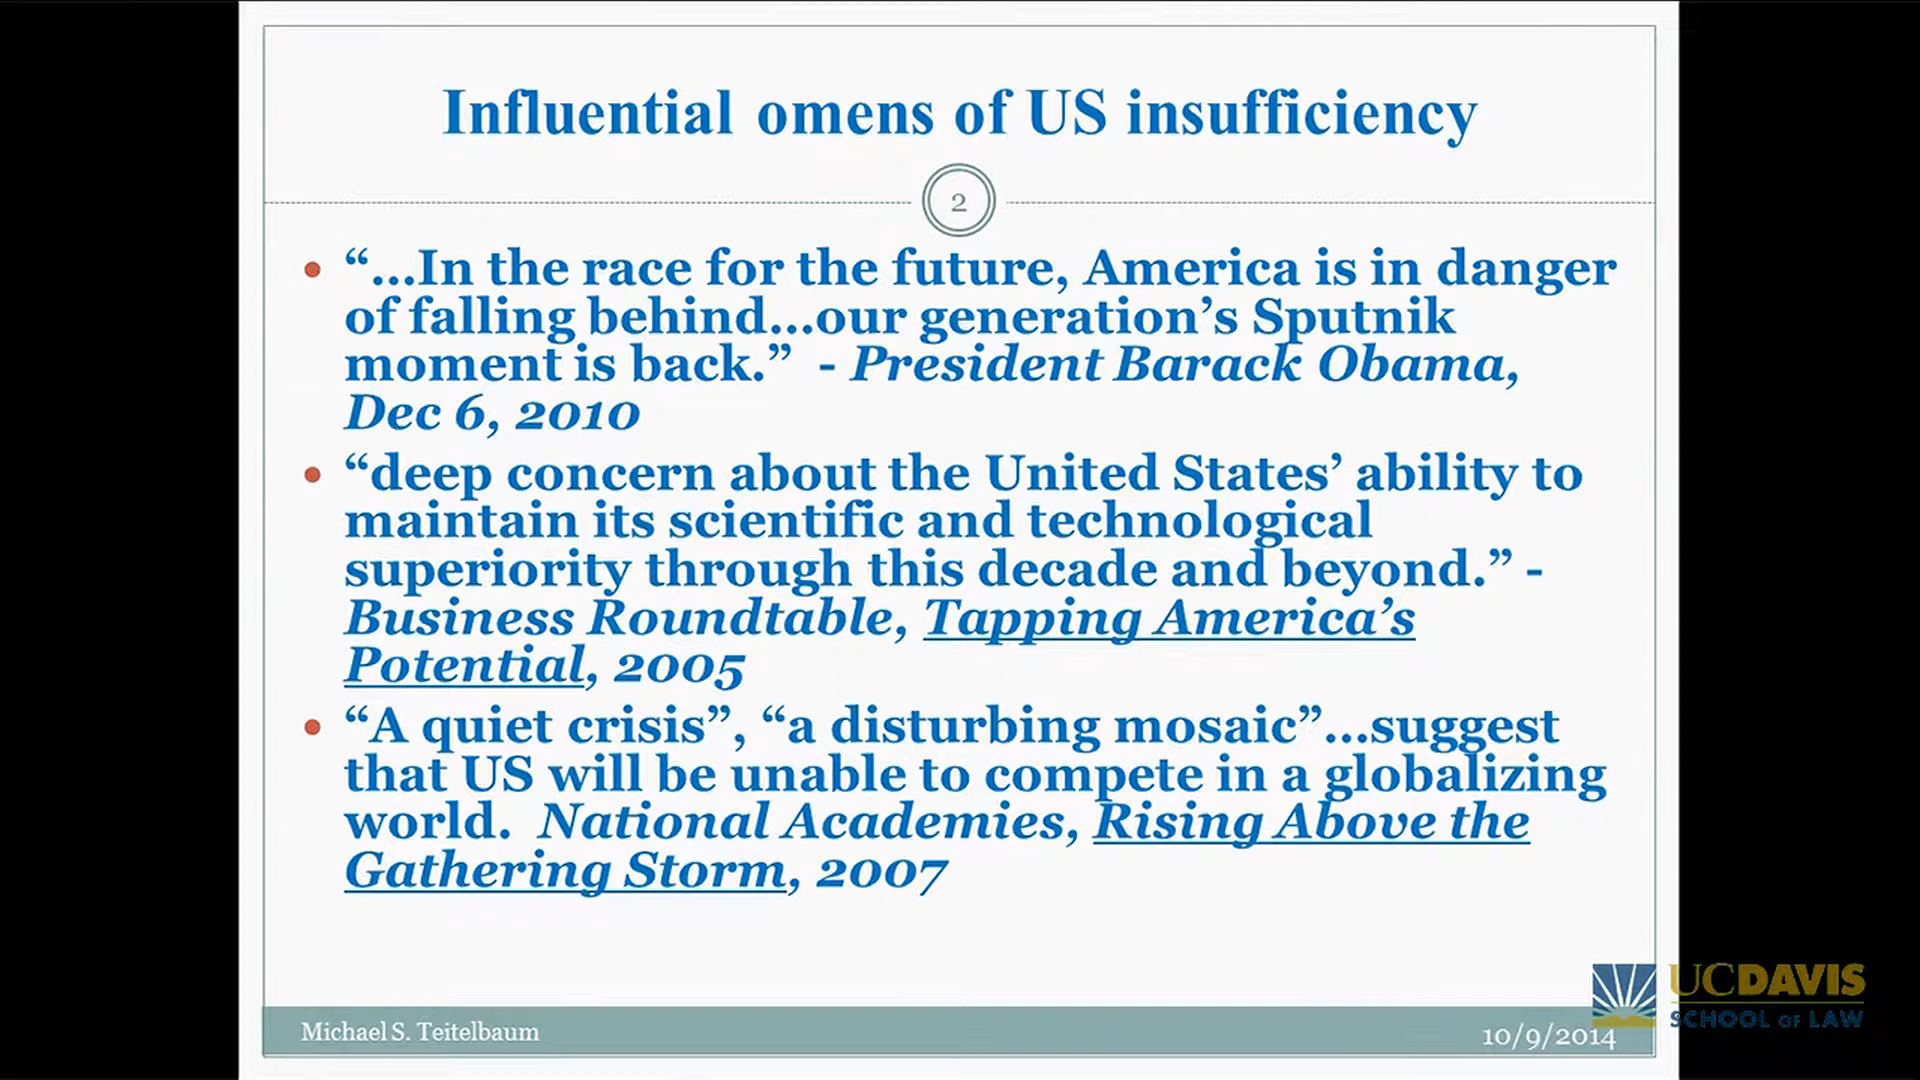 Influential omens of US insufficiency
2
• “…In the race for the future, America is in danger
of falling behind…our generation’s Sputnik
moment is back.”  - President Barack Obama,
Dec 6, 2010
• “deep concern about the United States’ ability to
maintain its scientific and technological
superiority through this decade and beyond.” -
Business Roundtable, Tapping America’s
Potential, 2005
• “A quiet crisis”, “a disturbing mosaic”…suggest
that US will be unable to compete in a globalizing
world.  National Academies, Rising Above the
Gathering Storm, 2007
UCDAVIS
SCHOOL OF LAW
Michael S. Teitelbaum
10/9/2014